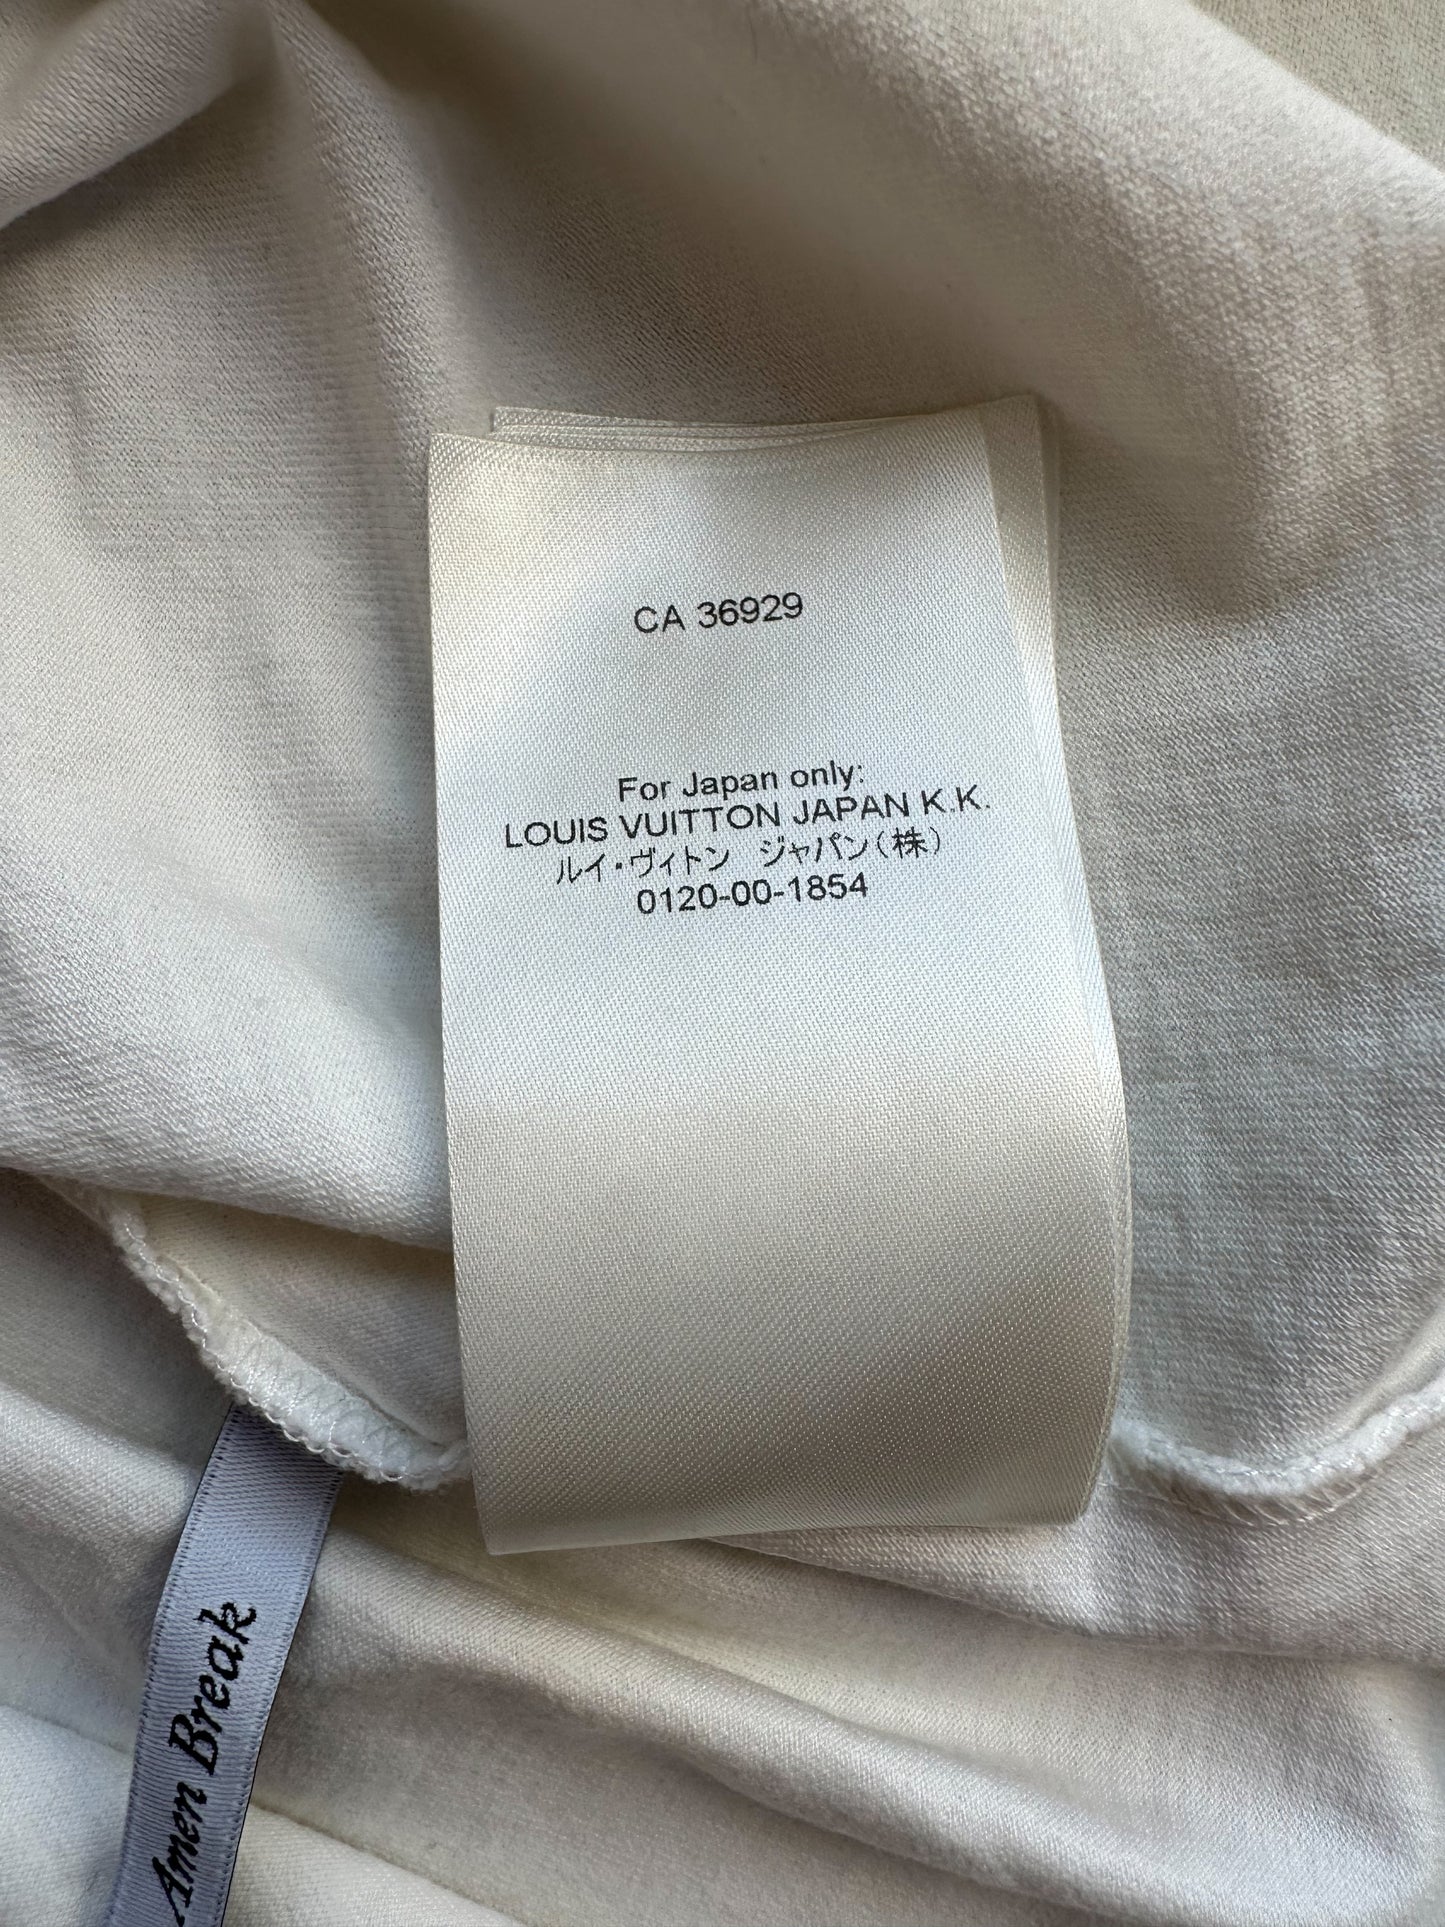 CA 36929
For Japan only:
LOUIS VUITTON JAPAN K.K.
ルイ・ヴィトン　ジャパン(株)
0120-00-1854
Amen Break